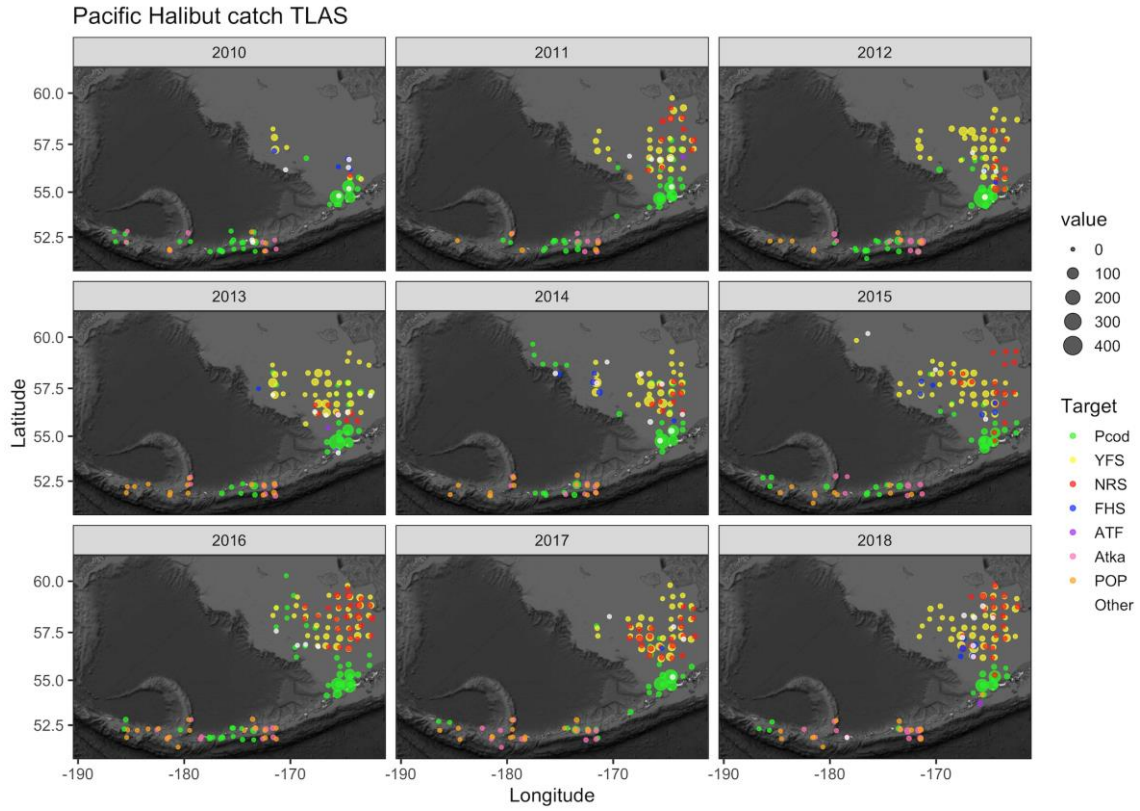 Pacific Halibut catch TLAS
2010
2011
2012
60.0
57.5
55.0
52.5
2013
2014
2015
60.0
57.5
55.0
52.5
2016
2017
2018
60.0
57.5
55.0
52.5
-190
-180
-170
-190
-180
-170
-190
-180
-170
Latitude
Longitude
value
0
100
200
300
400
Target
Pcod
YFS
NRS
FHS
ATF
Atka
POP
Other